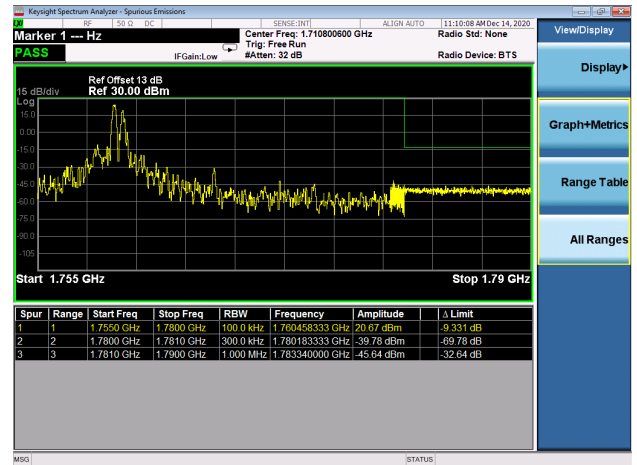 Keysight Spectrum Analyzer - Spurious Emissions
LXI RF 50 Ω DC SENSE:INT ALIGN AUTO 11:10:08 AM Dec 14, 2020
Marker 1 --- Hz
Center Freq: 1.710800600 GHz
Radio Std: None
PASS
Trig: Free Run
IFGain:Low
#Atten: 32 dB
Radio Device: BTS
Ref Offset 13 dB
15 dB/div Ref 30.00 dBm
Log
15.0
0.00
-15.0
-30.0
-45.0
-60.0
-75.0
-90.0
-105
Start 1.755 GHz Stop 1.79 GHz
Spur Range Start Freq Stop Freq RBW Frequency Amplitude Δ Limit
1 1 1.7550 GHz 1.7800 GHz 100.0 kHz 1.760458333 GHz 20.67 dBm -9.331 dB
2 2 1.7800 GHz 1.7810 GHz 300.0 kHz 1.780183333 GHz -39.78 dBm -69.78 dB
3 3 1.7810 GHz 1.7900 GHz 1.000 MHz 1.783340000 GHz -45.64 dBm -32.64 dB
MSG STATUS
View/Display
Display▶
Graph+Metrics
Range Table
All Ranges